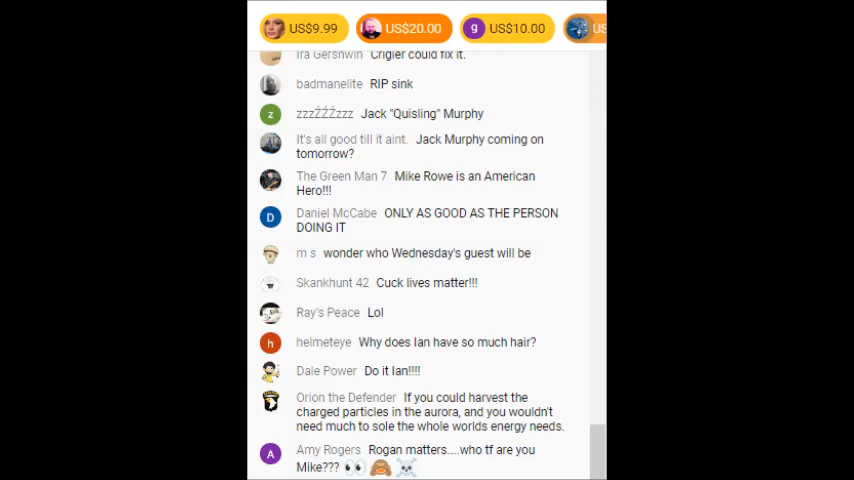 US$9.99 US$20.00 g US$10.00 US
Ira Gershwin Crigler could fix it.
badmanelite RIP sink
z zzzŹŹŹzzz Jack "Quisling" Murphy
It's all good till it aint. Jack Murphy coming on
tomorrow?
The Green Man 7 Mike Rowe is an American
Hero!!!
D Daniel McCabe ONLY AS GOOD AS THE PERSON
DOING IT
m s wonder who Wednesday's guest will be
Skankhunt 42 Cuck lives matter!!!
Ray's Peace Lol
h helmeteye Why does Ian have so much hair?
Dale Power Do it Ian!!!!
Orion the Defender If you could harvest the
charged particles in the aurora, and you wouldn't
need much to sole the whole worlds energy needs.
A Amy Rogers Rogan matters....who tf are you
Mike??? 👀 🙈 ☠️